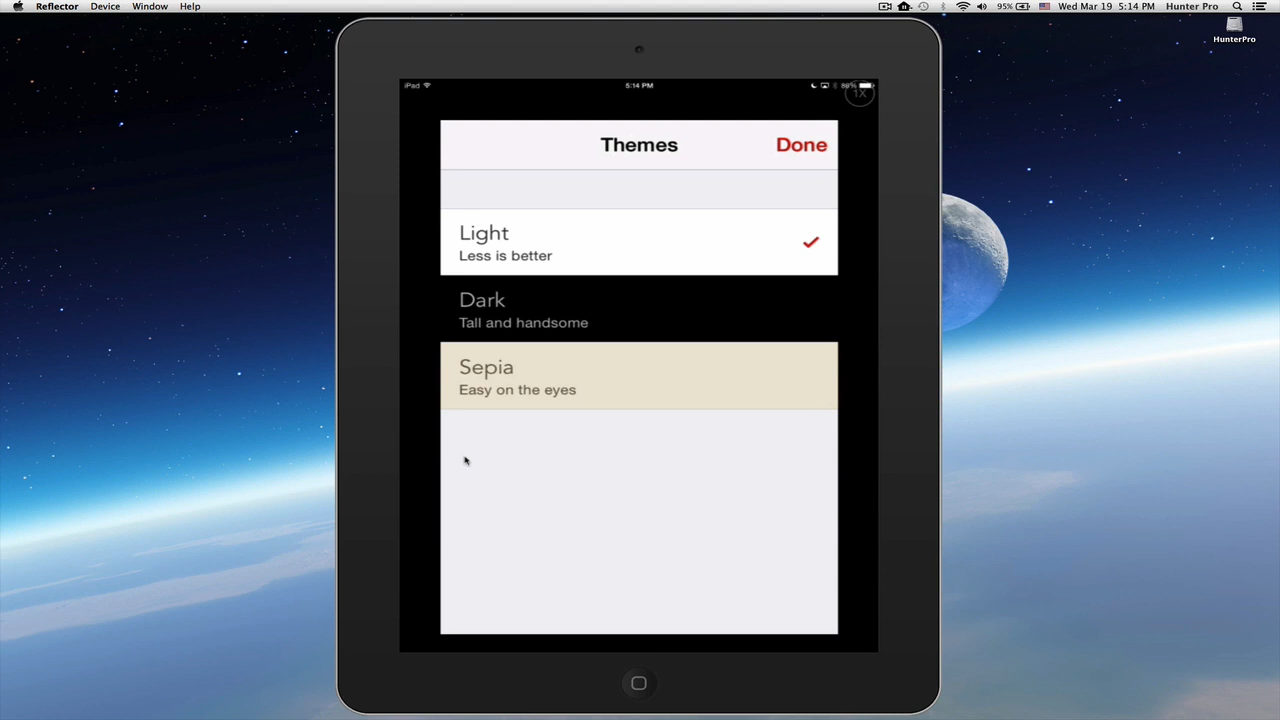 Reflector Device Window Help 95% Wed Mar 19 5:14 PM Hunter Pro
HunterPro
iPad 5:14 PM
1X
Themes Done
Light
Less is better
Dark
Tall and handsome
Sepia
Easy on the eyes